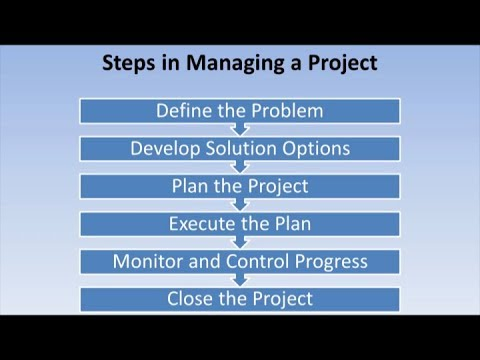 Steps in Managing a Project
Define the Problem
Develop Solution Options
Plan the Project
Execute the Plan
Monitor and Control Progress
Close the Project